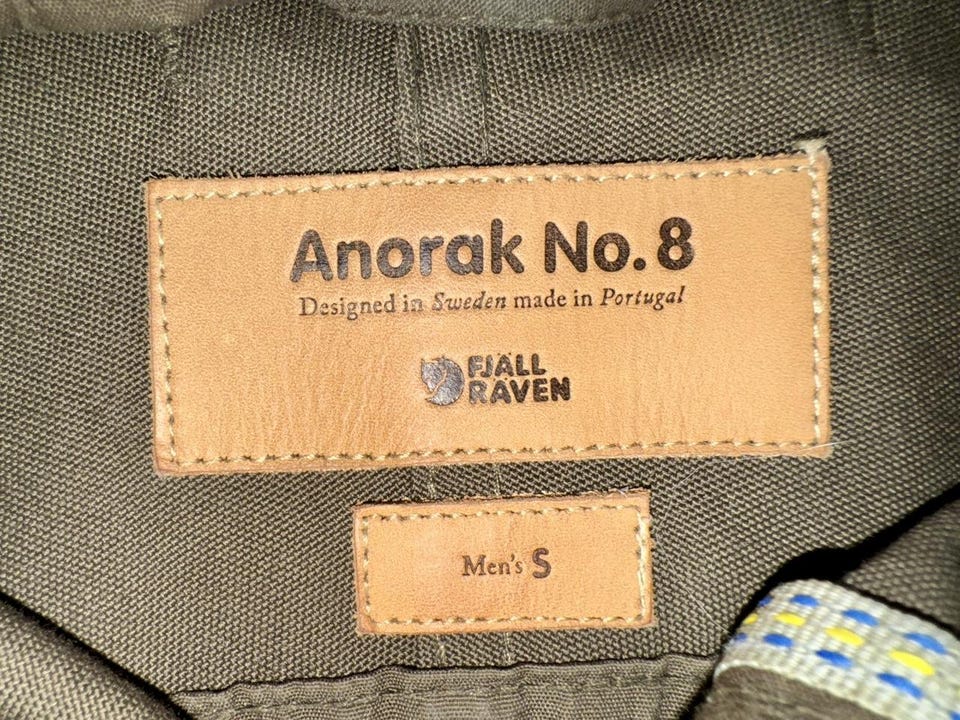 Anorak No. 8
Designed in Sweden made in Portugal
FJÄLL
RÄVEN
Men's S